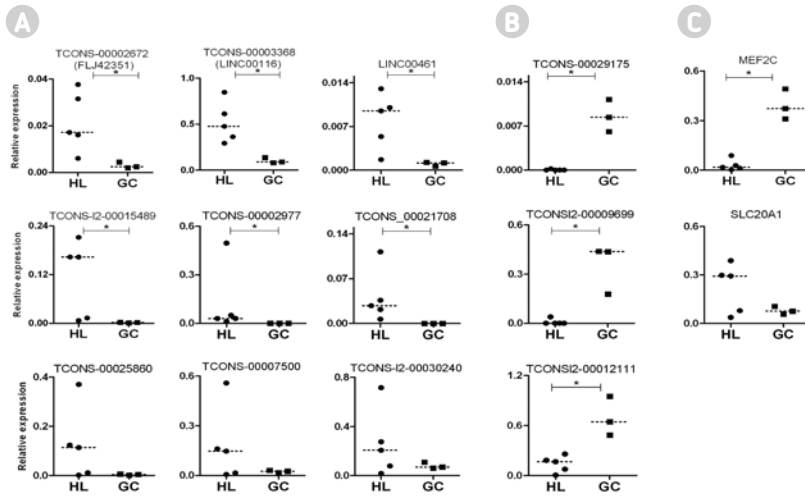 A
B
C
TCONS-00002672
(FLJ42351)
*
Relative expression
0.04
0.02
0.00
HL GC
TCONS-00003368
(LINC00116)
*
1.0
0.5
0.0
HL GC
LINC00461
*
0.014
0.007
0.000
HL GC
TCONS-00029175
*
0.014
0.007
0.000
HL GC
MEF2C
*
0.6
0.3
0.0
HL GC
TCONS-I2-00015489
*
Relative expression
0.24
0.12
0.00
HL GC
TCONS-00002977
*
0.6
0.3
0.0
HL GC
TCONS_00021708
*
0.14
0.07
0.00
HL GC
TCONSI2-00009699
*
0.6
0.3
0.0
HL GC
SLC20A1
0.6
0.3
0.0
HL GC
TCONS-00025860
Relative expression
0.4
0.2
0.0
HL GC
TCONS-00007500
0.6
0.3
0.0
HL GC
TCONS-I2-00030240
0.8
0.4
0.0
HL GC
TCONSI2-00012111
*
1.2
0.6
0.0
HL GC